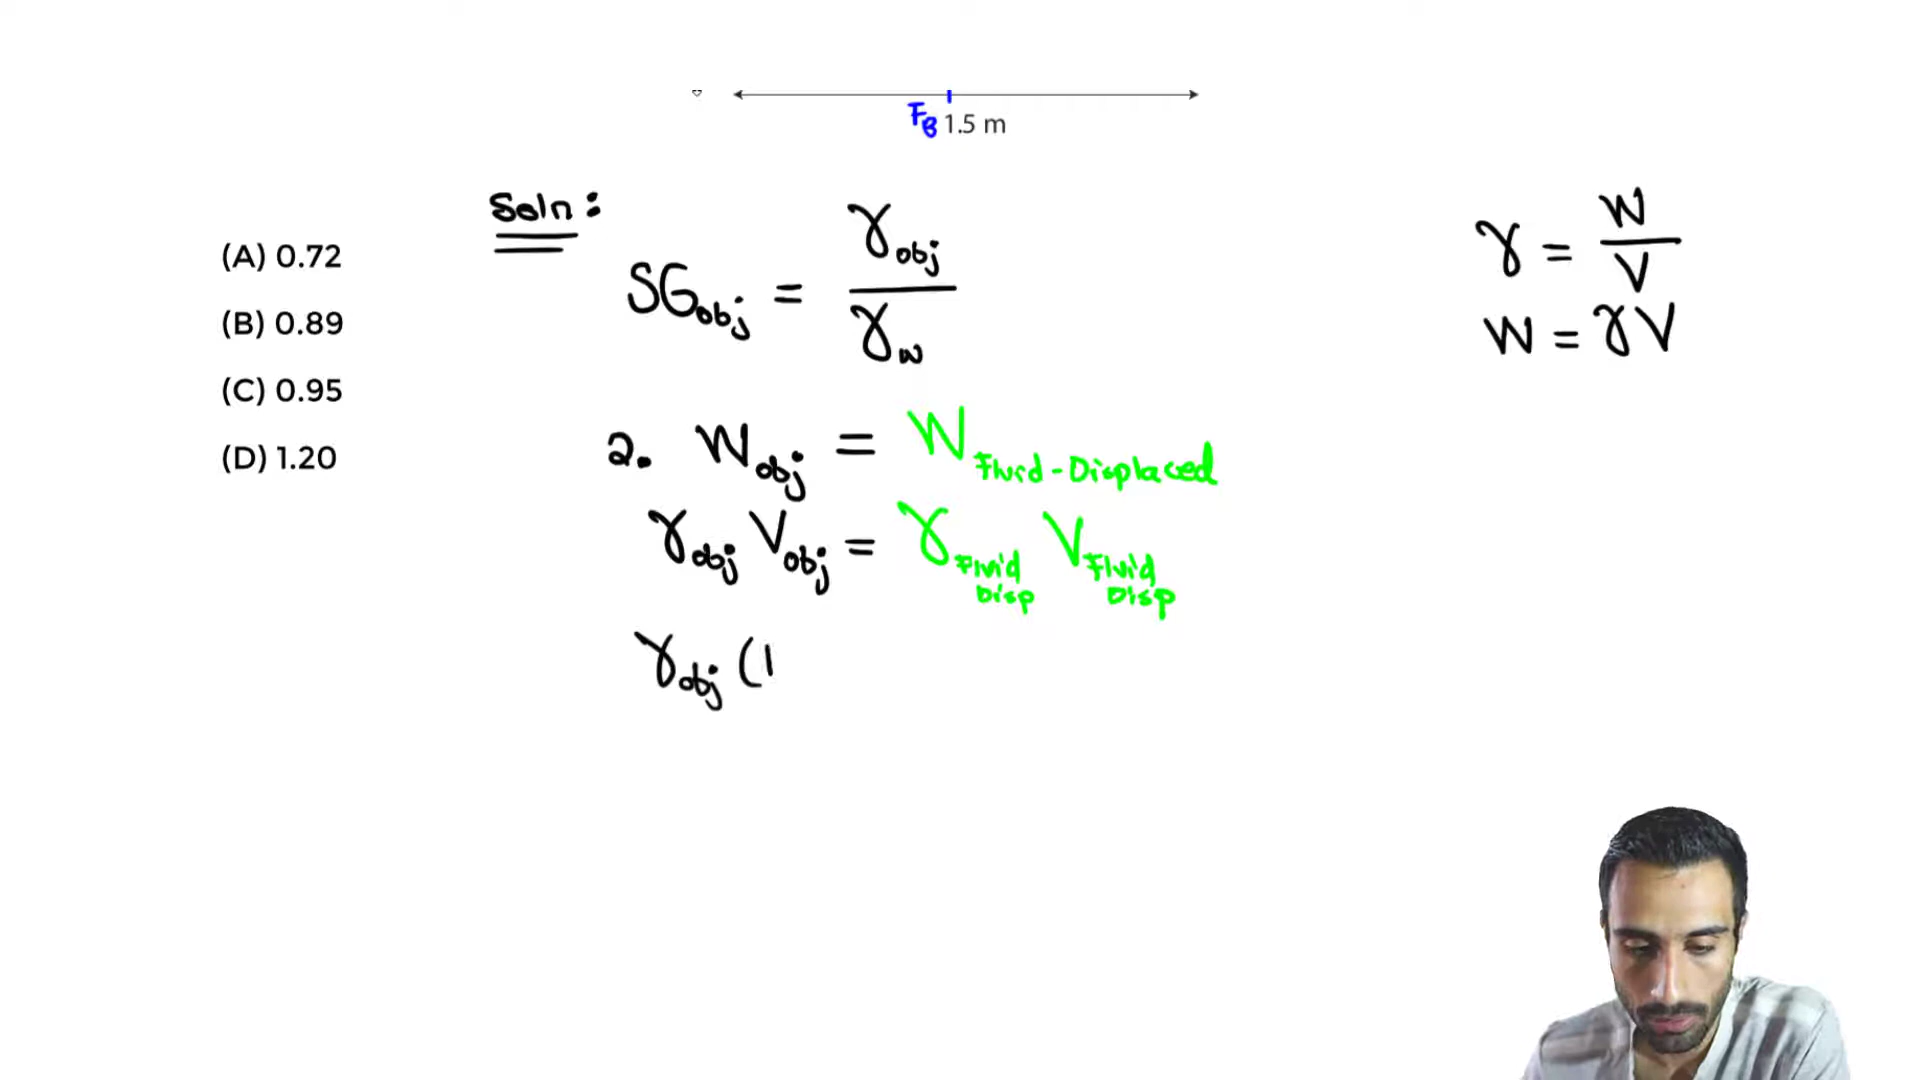 F_B 1.5 m
Soln:
(A) 0.72
(B) 0.89
(C) 0.95
(D) 1.20
SG_obj = γ_obj / γ_w
γ = W / V
W = γV
2. W_obj = W_Fluid-Displaced
γ_obj V_obj = γ_Fluid Disp V_Fluid Disp
γ_obj (1